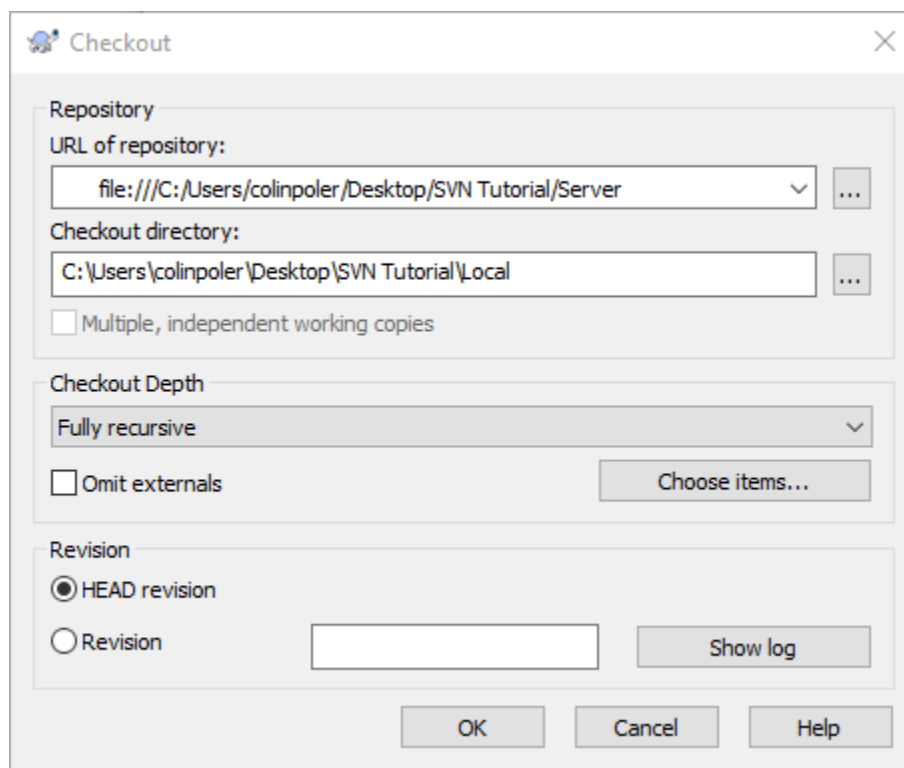 Checkout
Repository
URL of repository:
file:///C:/Users/colinpoler/Desktop/SVN Tutorial/Server
...
Checkout directory:
C:\Users\colinpoler\Desktop\SVN Tutorial\Local
...
Multiple, independent working copies
Checkout Depth
Fully recursive
Omit externals
Choose items...
Revision
HEAD revision
Revision
Show log
OK
Cancel
Help